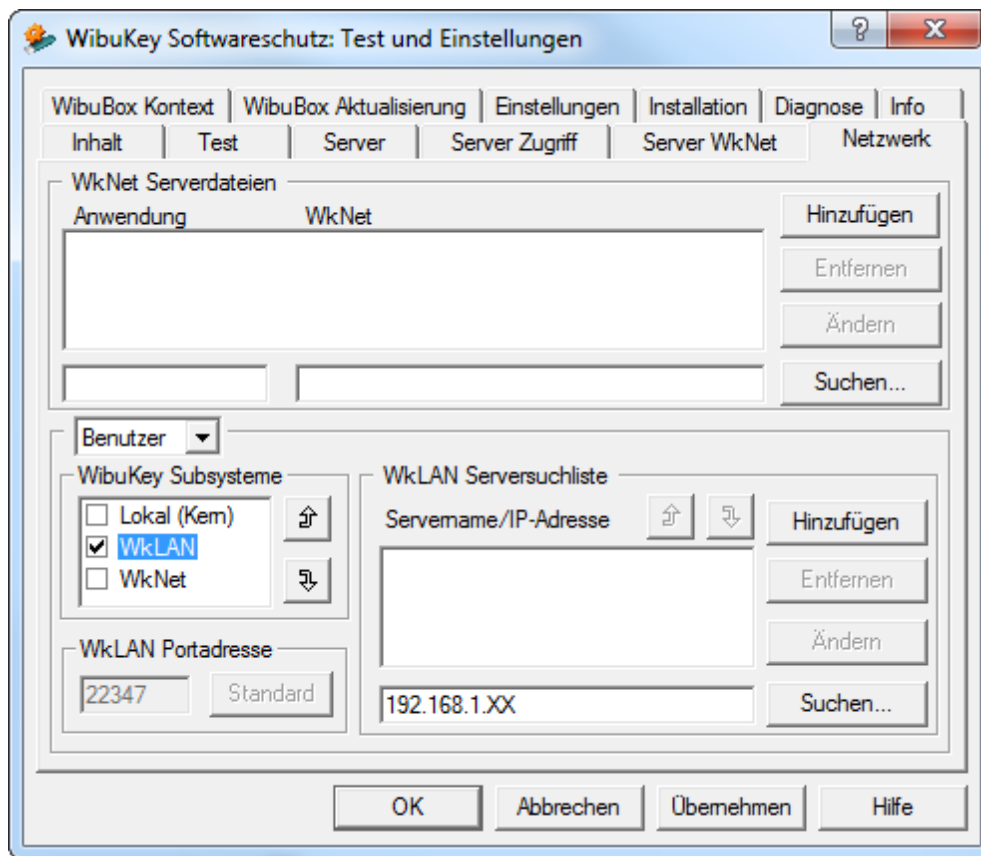 WibuKey Softwareschutz: Test und Einstellungen
WibuBox Kontext WibuBox Aktualisierung Einstellungen Installation Diagnose Info
Inhalt Test Server Server Zugriff Server WkNet Netzwerk
WkNet Serverdateien
Anwendung WkNet
Hinzufügen
Entfernen
Ändern
Suchen...
Benutzer
WibuKey Subsysteme
Lokal (Kern)
WkLAN
WkNet
WkLAN Portadresse
22347 Standard
WkLAN Serversuchliste
Servername/IP-Adresse
Hinzufügen
Entfernen
Ändern
192.168.1.XX Suchen...
OK Abbrechen Übernehmen Hilfe